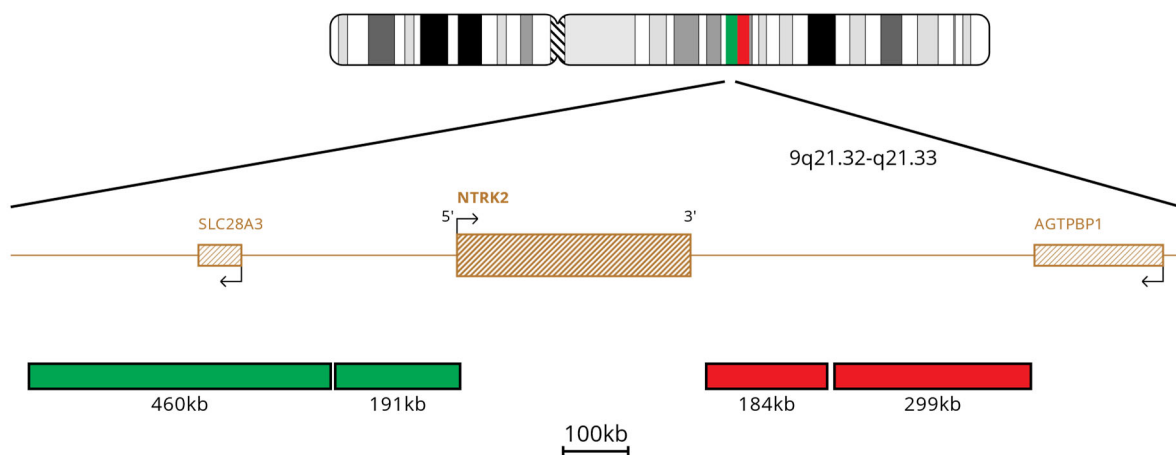 9q21.32-q21.33
NTRK2
5'
3'
SLC28A3
AGTPBP1
460kb
191kb
184kb
299kb
100kb